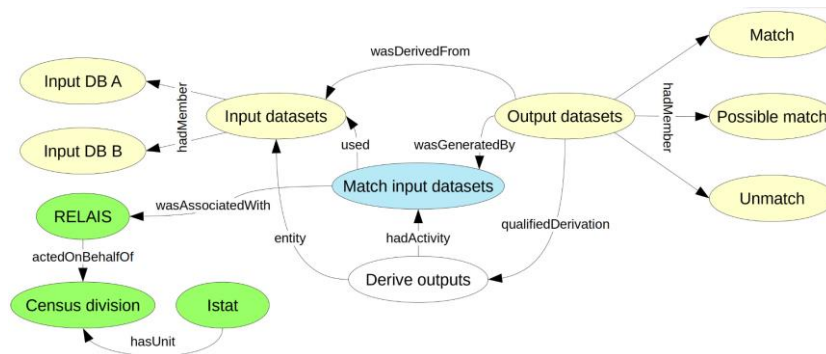 Match
wasDerivedFrom
Input DB A
hadMember
Input datasets
Output datasets
hadMember
Possible match
Input DB B
used
wasGeneratedBy
Match input datasets
Unmatch
RELAIS
wasAssociatedWith
qualifiedDerivation
entity
hadActivity
actedOnBehalfOf
Derive outputs
Census division
Istat
hasUnit